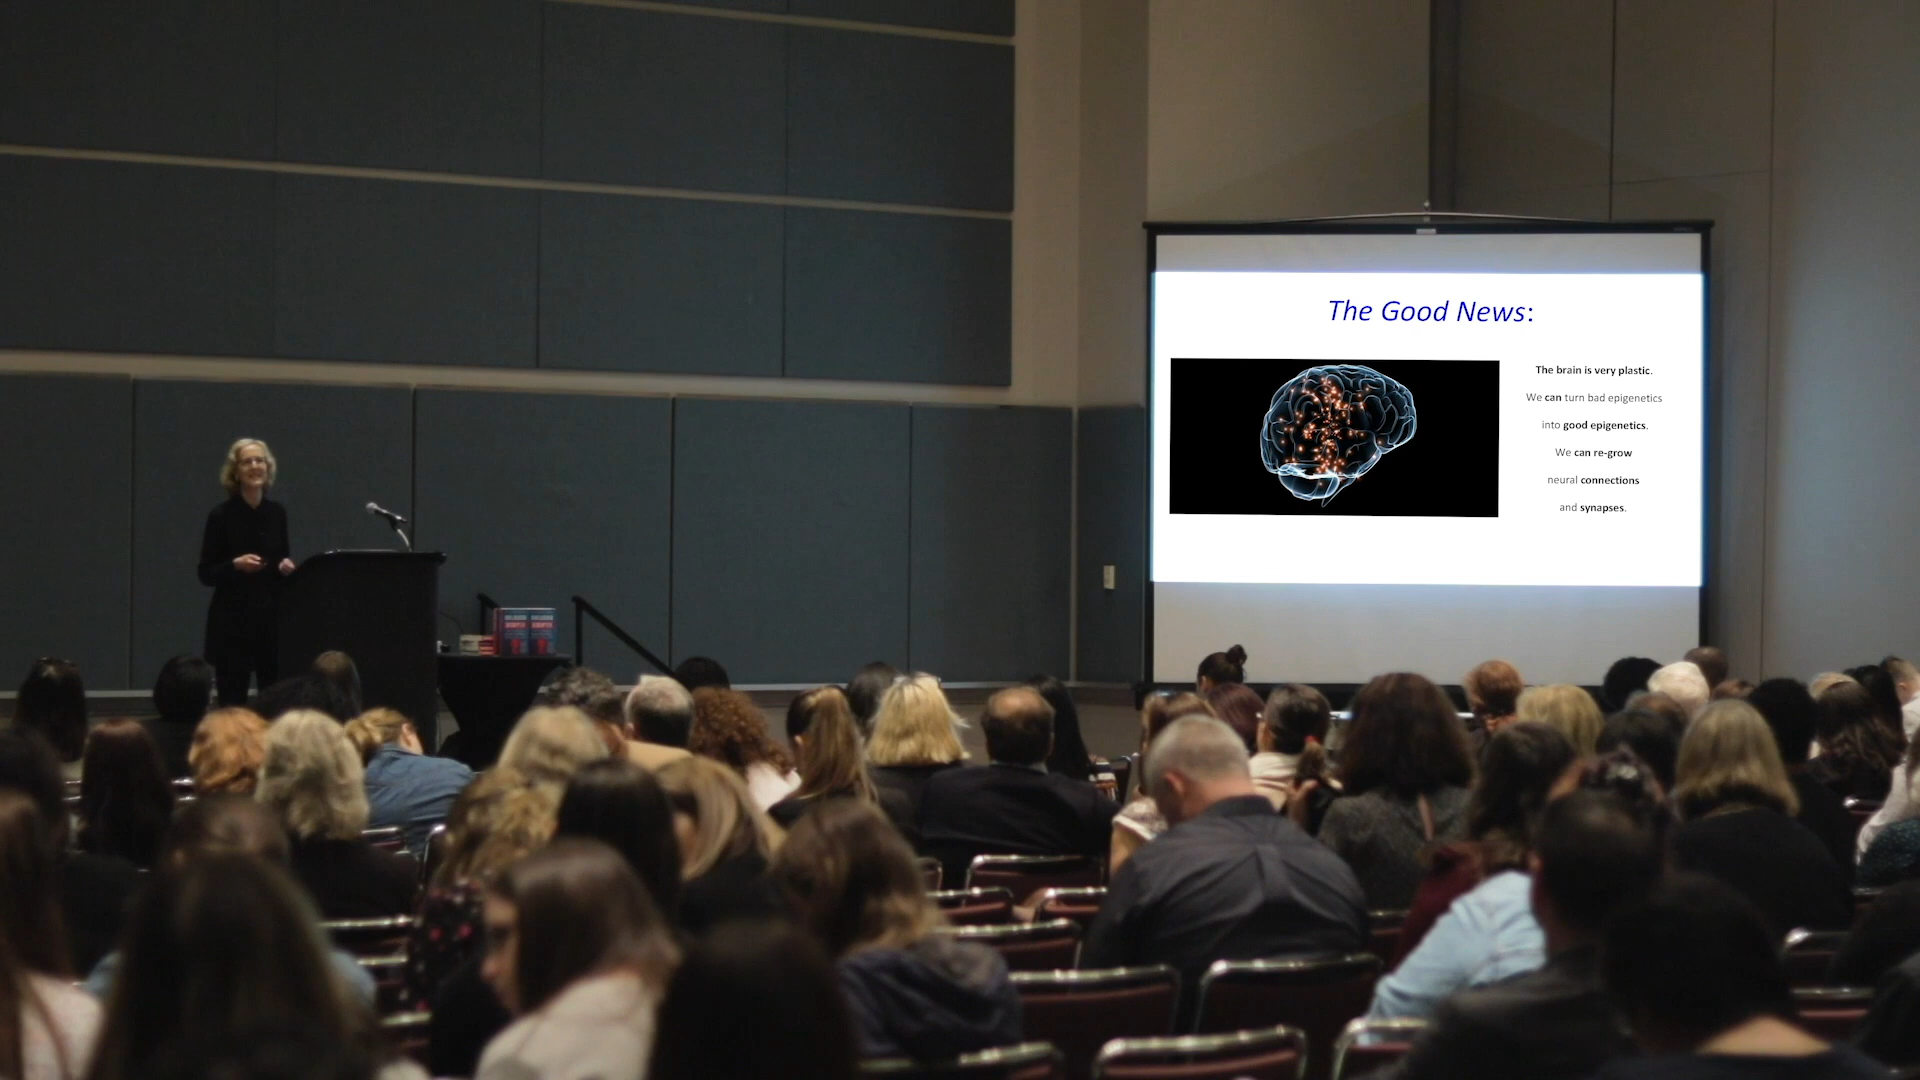 The Good News:
The brain is very plastic.
We can turn bad epigenetics
into good epigenetics.
We can re-grow
neural connections
and synapses.